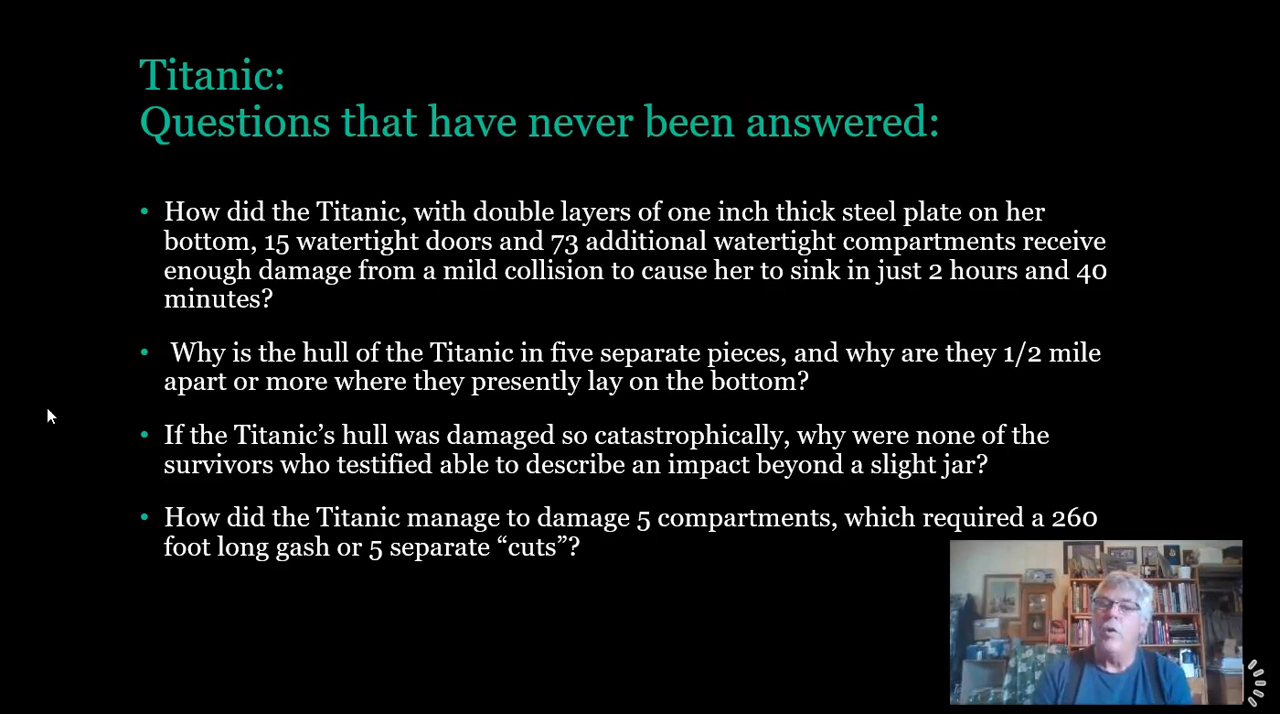 Titanic:
Questions that have never been answered:
• How did the Titanic, with double layers of one inch thick steel plate on her
bottom, 15 watertight doors and 73 additional watertight compartments receive
enough damage from a mild collision to cause her to sink in just 2 hours and 40
minutes?
• Why is the hull of the Titanic in five separate pieces, and why are they 1/2 mile
apart or more where they presently lay on the bottom?
• If the Titanic’s hull was damaged so catastrophically, why were none of the
survivors who testified able to describe an impact beyond a slight jar?
• How did the Titanic manage to damage 5 compartments, which required a 260
foot long gash or 5 separate “cuts”?